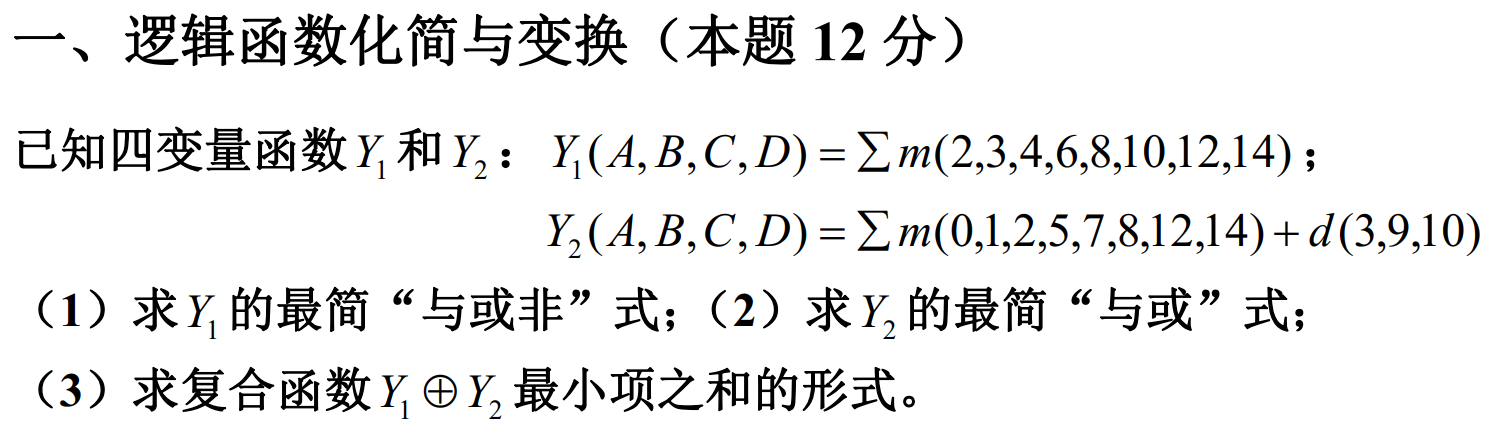 一、逻辑函数化简与变换（本题 12 分）
已知四变量函数 Y₁ 和 Y₂： Y₁(A,B,C,D) = ∑m(2,3,4,6,8,10,12,14)；
Y₂(A,B,C,D) = ∑m(0,1,2,5,7,8,12,14) + d(3,9,10)
（1）求 Y₁ 的最简“与或非”式；（2）求 Y₂ 的最简“与或”式；
（3）求复合函数 Y₁ ⊕ Y₂ 最小项之和的形式。